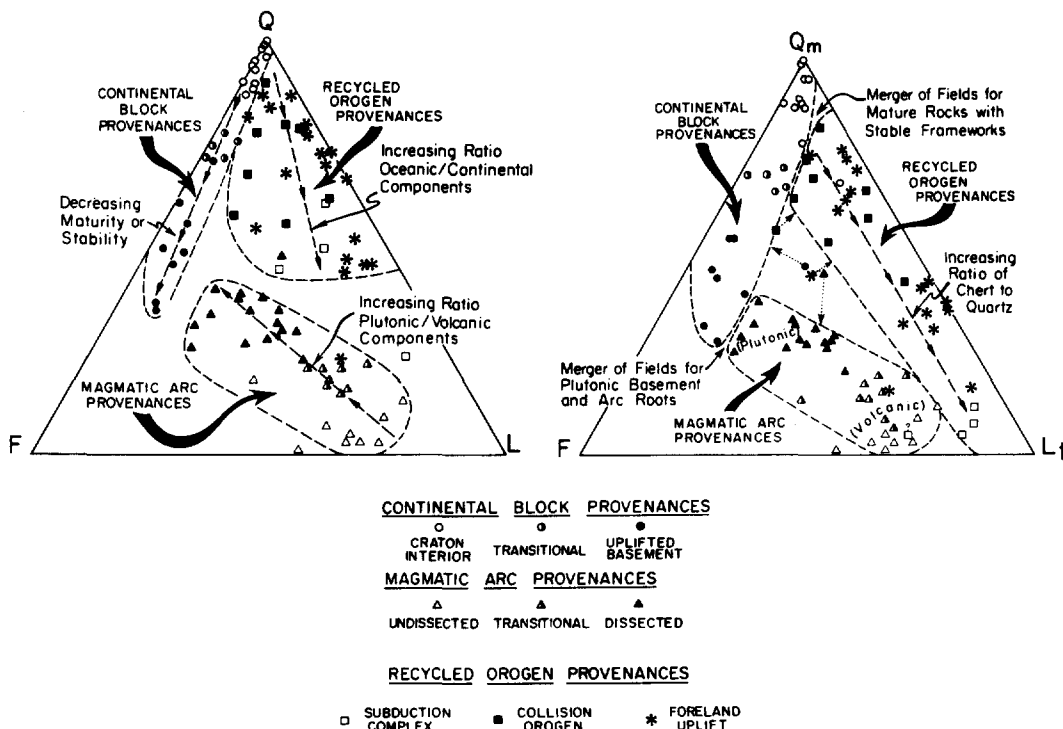 Q
CONTINENTAL
BLOCK
PROVENANCES
RECYCLED
OROGEN
PROVENANCES
Increasing Ratio
Oceanic/Continental
Components
Decreasing
Maturity or
Stability
Increasing Ratio
Plutonic/Volcanic
Components
MAGMATIC ARC
PROVENANCES
F
L
Qm
CONTINENTAL
BLOCK
PROVENANCES
Merger of Fields for
Mature Rocks with
Stable Frameworks
RECYCLED
OROGEN
PROVENANCES
Increasing
Ratio of
Chert to
Quartz
(Plutonic)
Merger of Fields for
Plutonic Basement
and Arc Roots
MAGMATIC ARC
PROVENANCES
(Volcanic)
?
F
Lt
CONTINENTAL BLOCK PROVENANCES
CRATON INTERIOR
TRANSITIONAL
UPLIFTED BASEMENT
MAGMATIC ARC PROVENANCES
UNDISSECTED TRANSITIONAL DISSECTED
RECYCLED OROGEN PROVENANCES
SUBDUCTION COMPLEX
COLLISION OROGEN
FORELAND UPLIFT